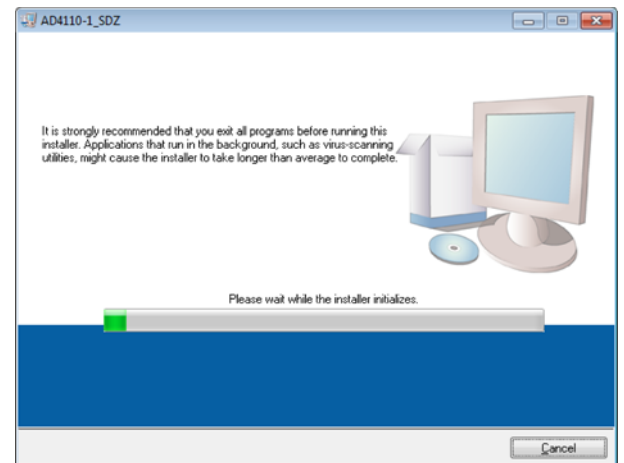 AD4110-1_SDZ
It is strongly recommended that you exit all programs before running this
installer. Applications that run in the background, such as virus-scanning
utilities, might cause the installer to take longer than average to complete.
Please wait while the installer initializes.
Cancel